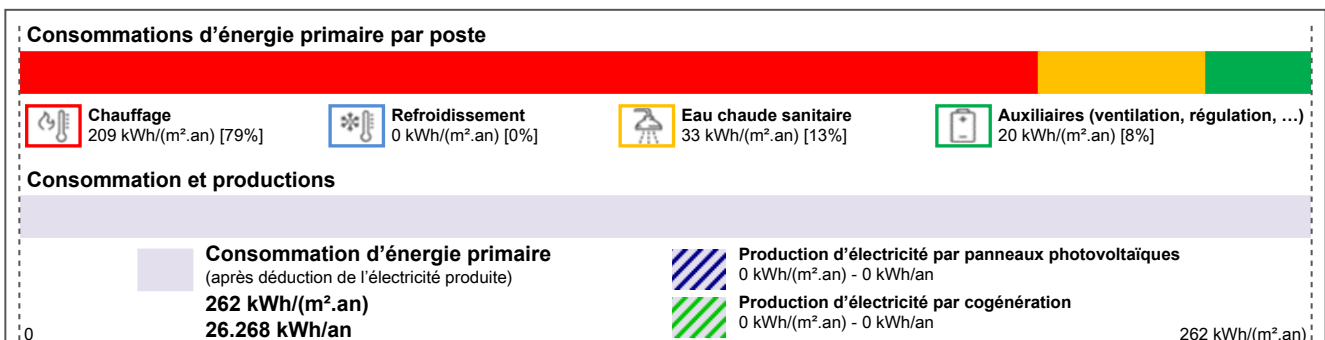 Consommations d’énergie primaire par poste
Chauffage
209 kWh/(m².an) [79%]
Refroidissement
0 kWh/(m².an) [0%]
Eau chaude sanitaire
33 kWh/(m².an) [13%]
Auxiliaires (ventilation, régulation, …)
20 kWh/(m².an) [8%]
Consommation et productions
Consommation d’énergie primaire
(après déduction de l’électricité produite)
262 kWh/(m².an)
26.268 kWh/an
Production d’électricité par panneaux photovoltaïques
0 kWh/(m².an) - 0 kWh/an
Production d’électricité par cogénération
0 kWh/(m².an) - 0 kWh/an
0
262 kWh/(m².an)